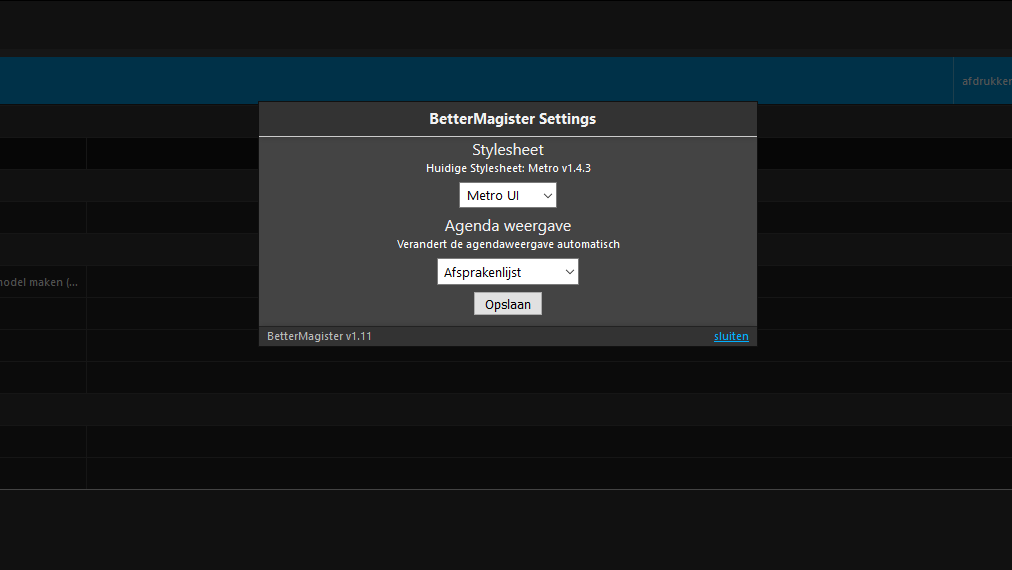 afdrukken
BetterMagister Settings
Stylesheet
Huidige Stylesheet: Metro v1.4.3
Metro UI
Agenda weergave
Verandert de agendaweergave automatisch
Afsprakenlijst
model maken (...
Opslaan
BetterMagister v1.11
sluiten